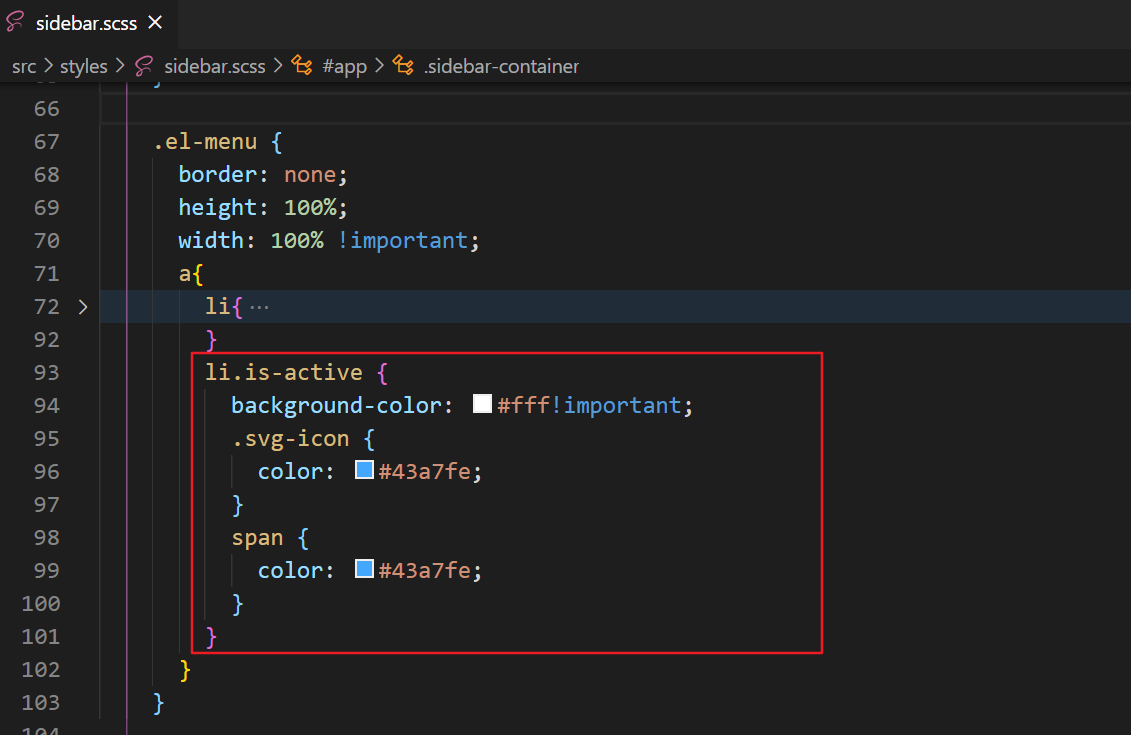 sidebar.scss ×
src > styles > sidebar.scss > #app > .sidebar-container
66
67 .el-menu {
68 border: none;
69 height: 100%;
70 width: 100% !important;
71 a{
72 > li{ ···
92 }
93 li.is-active {
94 background-color: #fff!important;
95 .svg-icon {
96 color: #43a7fe;
97 }
98 span {
99 color: #43a7fe;
100 }
101 }
102 }
103 }